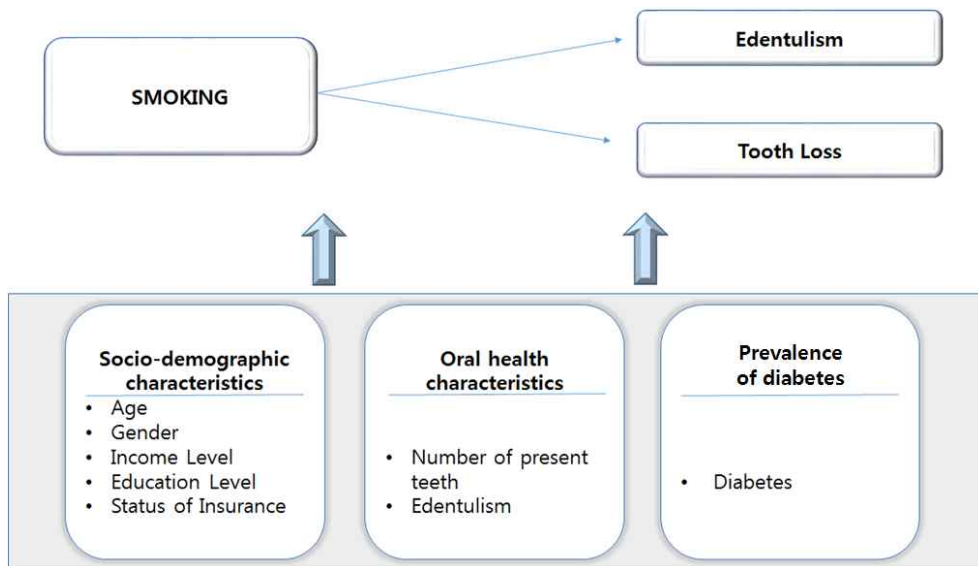 SMOKING
Edentulism
Tooth Loss
Socio-demographic
characteristics
• Age
• Gender
• Income Level
• Education Level
• Status of Insurance
Oral health
characteristics
• Number of present
teeth
• Edentulism
Prevalence
of diabetes
• Diabetes